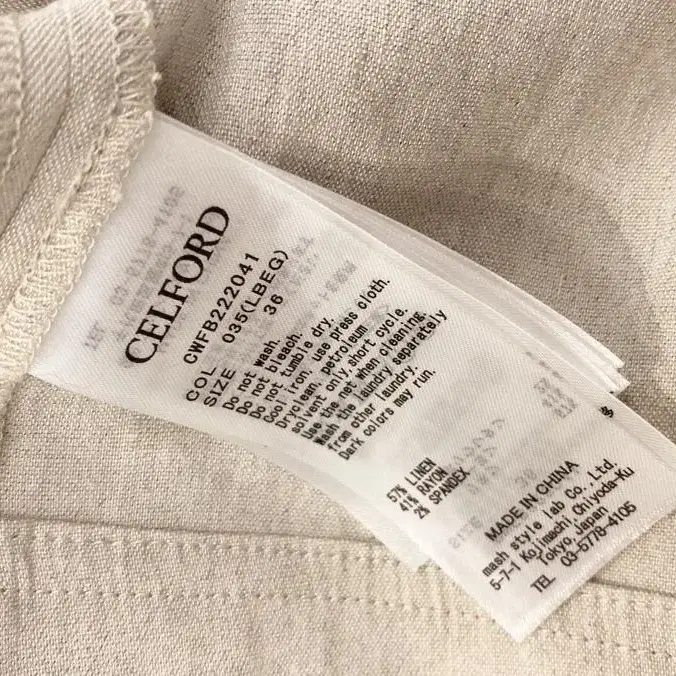 CELFORD
CWFB222041
COL 035(LBEG)
SIZE 36
Do not wash.
Do not bleach.
Do not tumble dry.
Cool iron, use press cloth.
Dryclean, petroleum
solvent only,short cycle.
Use the net when cleaning.
Wash the laundry separately
from other laundry.
Dark colors may run.
57% LINEN
41% RAYON
2% SPANDEX
MADE IN CHINA
mash style lab Co.,Ltd.
5-7-1 Kojimachi Chiyoda-Ku
Tokyo,Japan
TEL 03-5778-4105